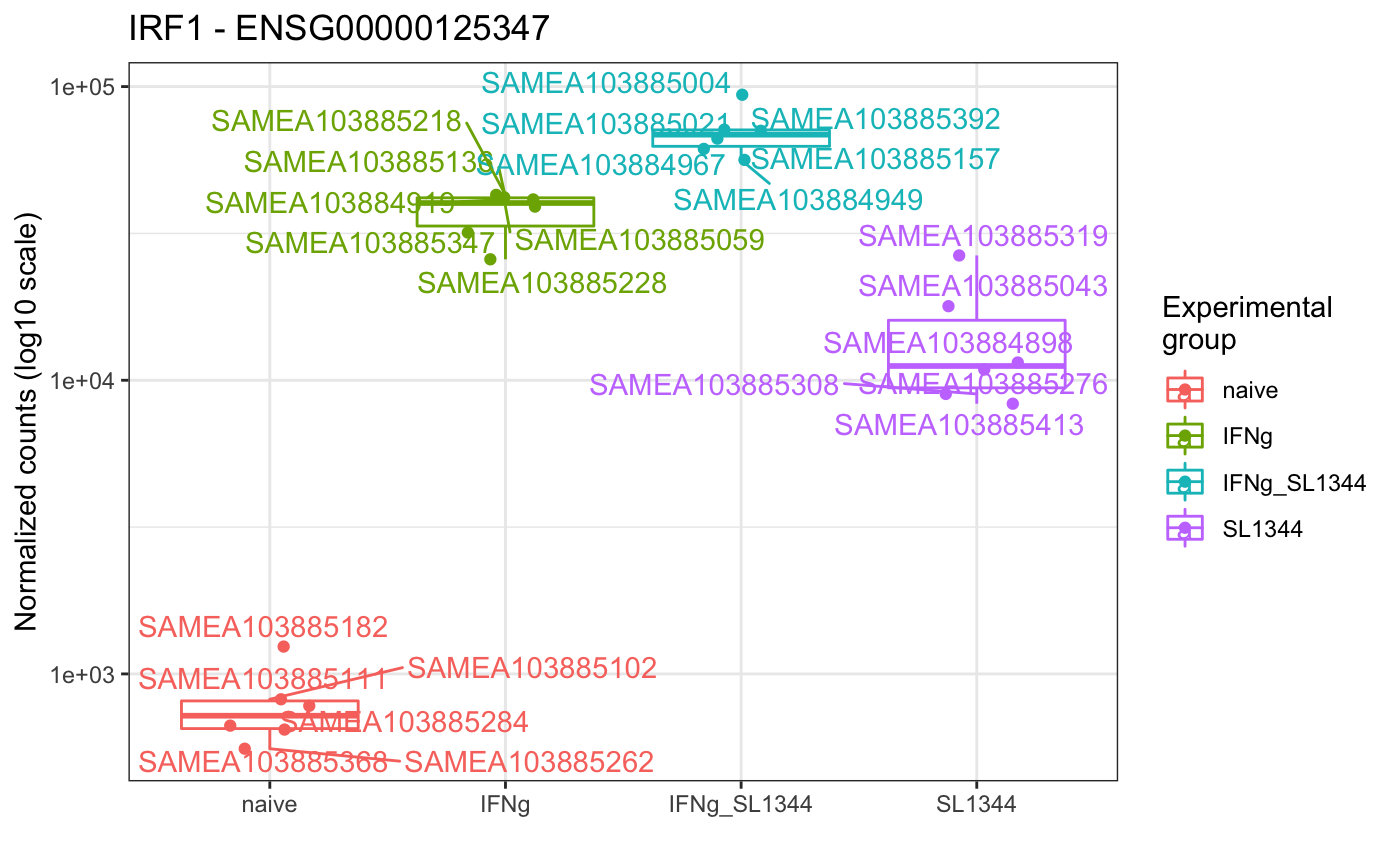 IRF1 - ENSG00000125347
Normalized counts (log10 scale)
1e+05
1e+04
1e+03
SAMEA103885004
SAMEA103885218
SAMEA103885021
SAMEA103885392
SAMEA103885138
SAMEA103884967
SAMEA103885157
SAMEA103884919
SAMEA103884949
SAMEA103885347
SAMEA103885059
SAMEA103885319
SAMEA103885228
SAMEA103885043
SAMEA103884898
SAMEA103885308
SAMEA103885276
SAMEA103885413
SAMEA103885182
SAMEA103885111
SAMEA103885102
SAMEA103885284
SAMEA103885368
SAMEA103885262
naive
IFNg
IFNg_SL1344
SL1344
Experimental
group
naive
IFNg
IFNg_SL1344
SL1344